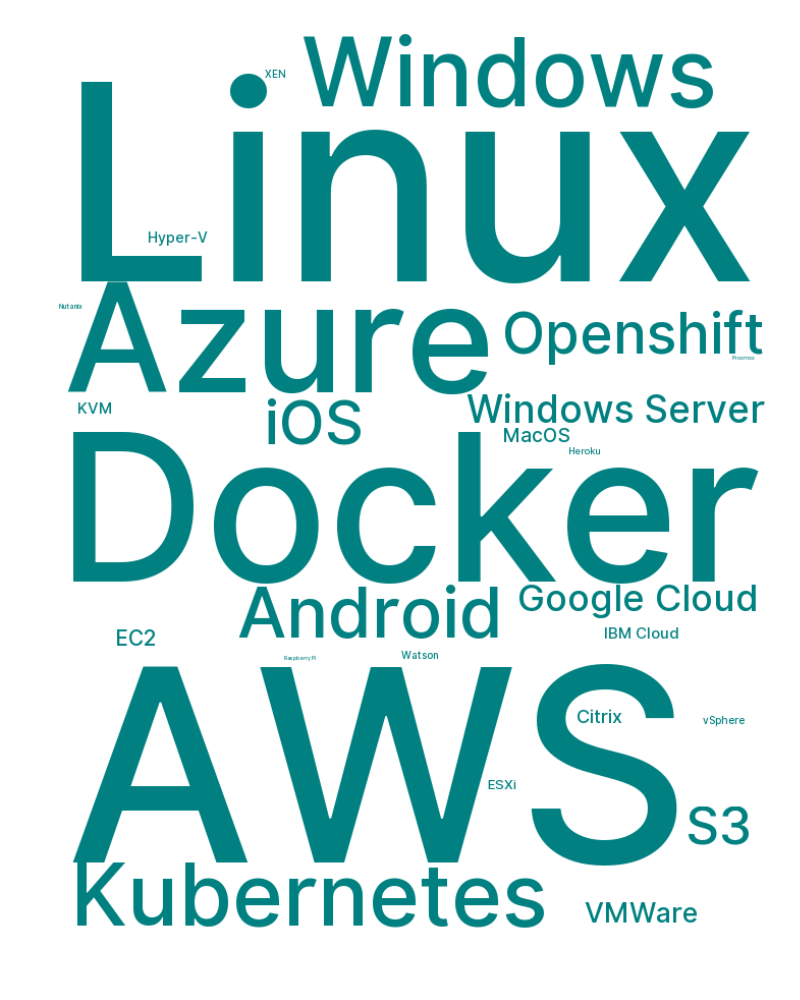 Windows
XEN
Linux
Hyper-V
Azure
Nutanix
Openshift
Proxmox
KVM
iOS
Windows Server
MacOS
Heroku
Docker
Android
Google Cloud
EC2
IBM Cloud
RaspberryPi
Watson
AWS
Citrix
vSphere
ESXi
S3
Kubernetes
VMWare